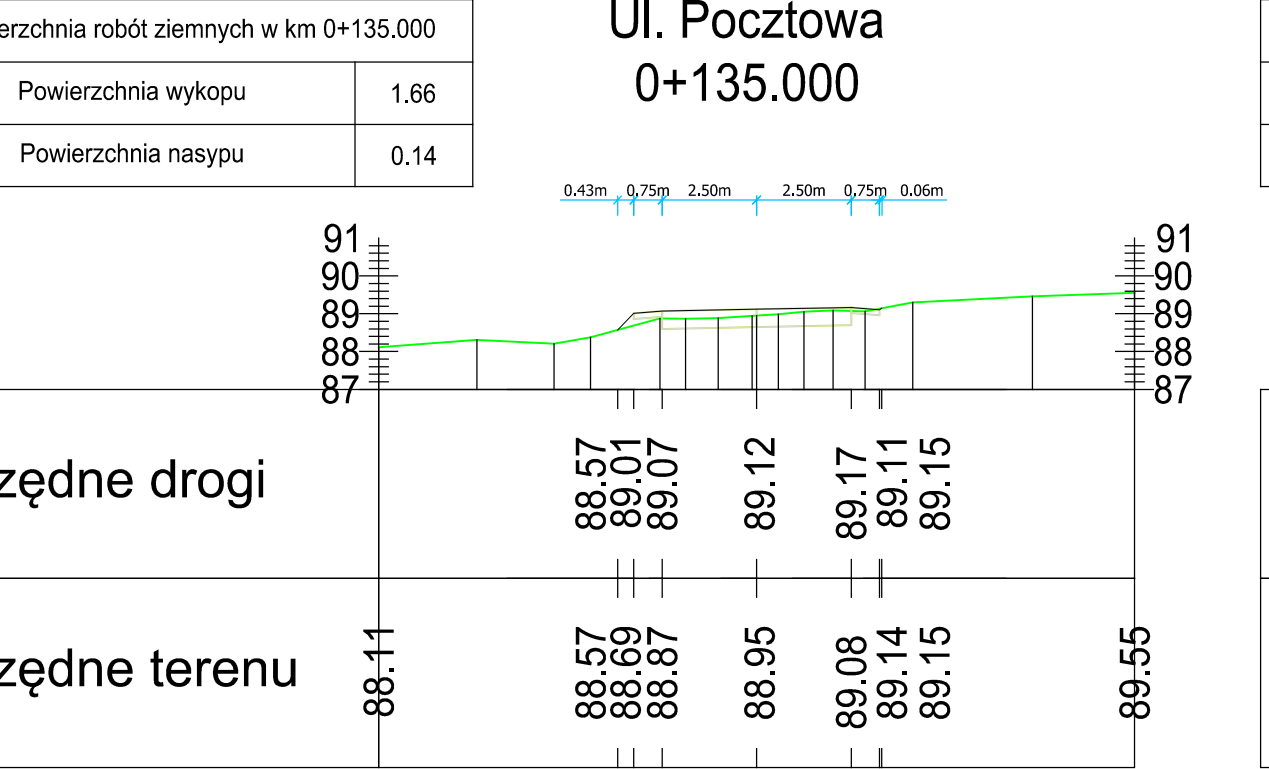 erzchnia robót ziemnych w km 0+135.000
Powierzchnia wykopu 1.66
Powierzchnia nasypu 0.14
Ul. Pocztowa
0+135.000
0.43m 0.75m 2.50m 2.50m 0.75m 0.06m
91 91
90 90
89 89
88 88
87 87
zędne drogi 88.57 89.01 89.07 89.12 89.17 89.11 89.15
zędne terenu 88.11 88.57 88.69 88.87 88.95 89.08 89.14 89.15 89.55